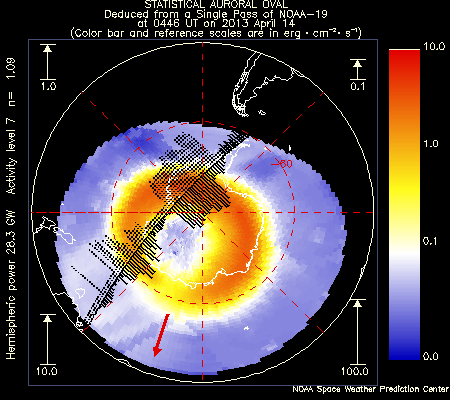 STATISTICAL AURORAL OVAL
Deduced from a Single Pass of NOAA-19
at 0446 UT on 2013 April 14
(Color bar and reference scales are in erg · cm⁻² · s⁻¹)
Hemispheric power 28.3 GW Activity level 7 n= 1.09
1.0
0.1
10.0
100.0
-60
10.0
1.0
0.1
0.0
NOAA Space Weather Prediction Center